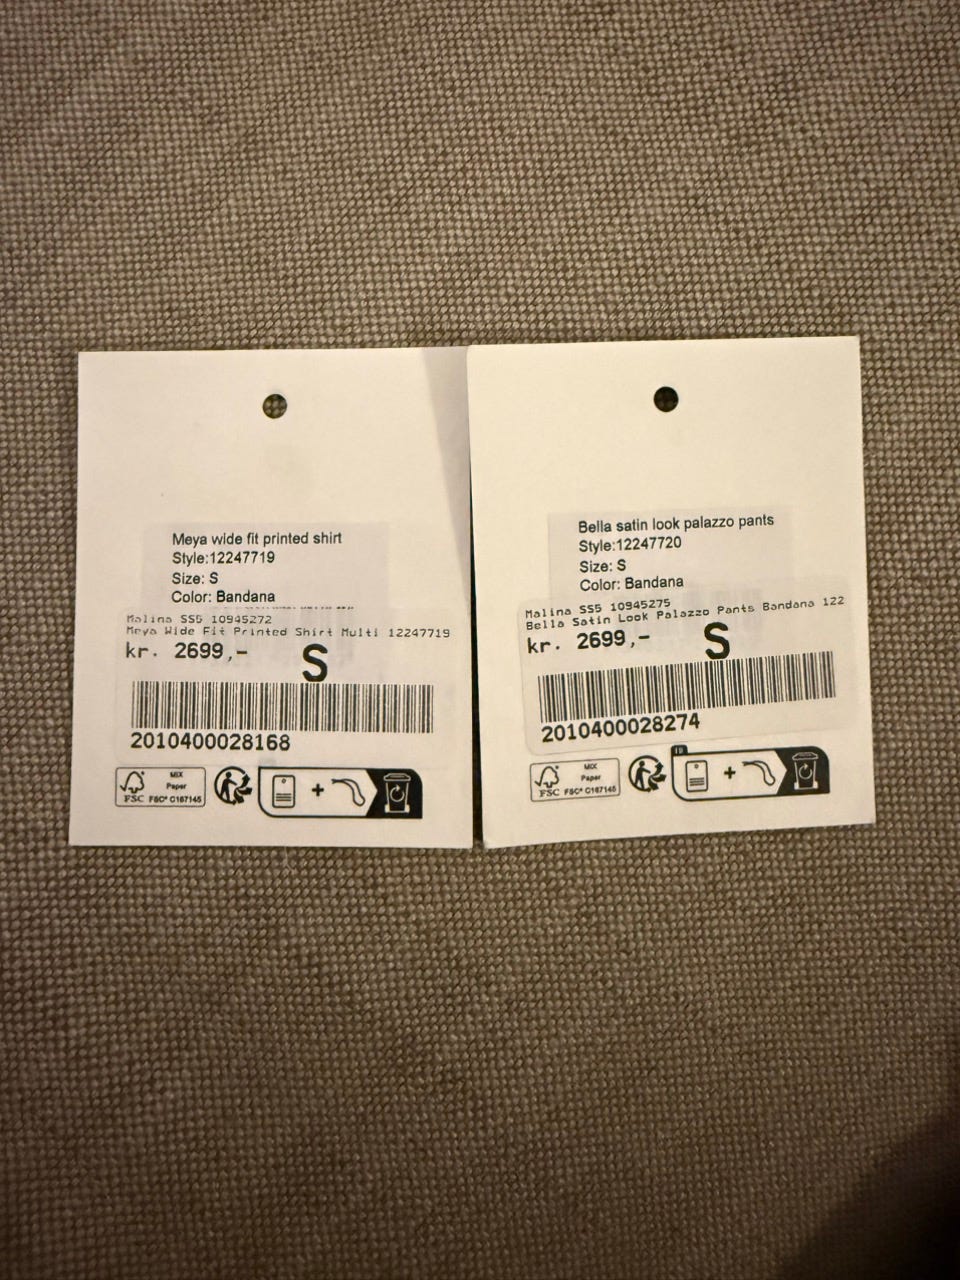 Meya wide fit printed shirt
Style:12247719
Size: S
Color: Bandana
Malina SS5 10945272
Meya Wide Fit Printed Shirt Multi 12247719
kr. 2699,- S
2010400028168
FSC
MIX
Paper
FSC® C167145
+
Bella satin look palazzo pants
Style:12247720
Size: S
Color: Bandana
Malina SS5 10945275
Bella Satin Look Palazzo Pants Bandana 122
kr. 2699,- S
2010400028274
FSC
MIX
Paper
FSC® C167145
FR
+